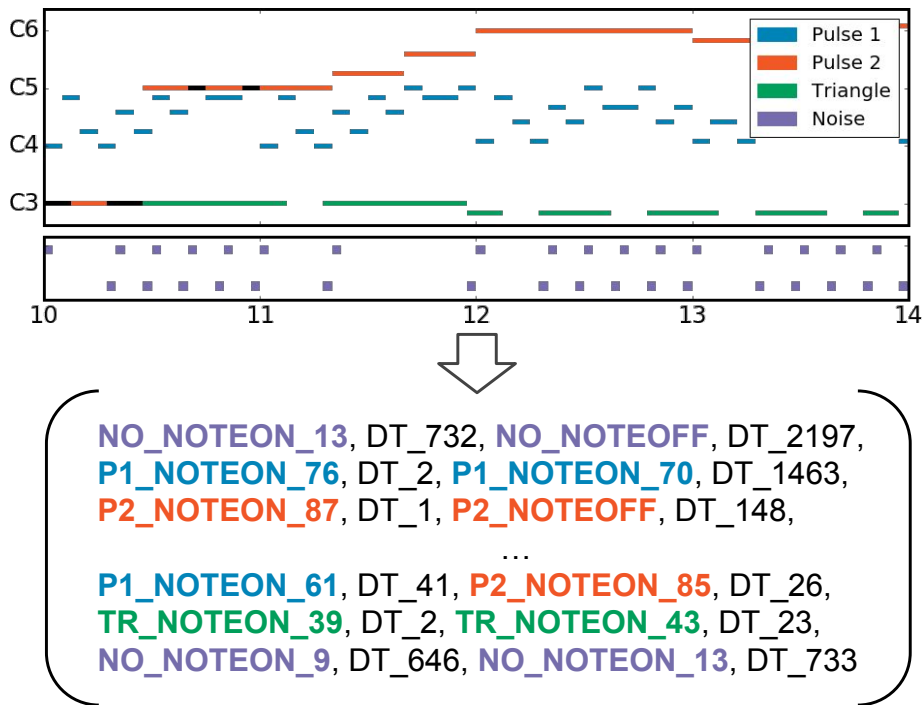 C6
C5
C4
C3
Pulse 1
Pulse 2
Triangle
Noise
10 11 12 13 14
NO_NOTEON_13, DT_732, NO_NOTEOFF, DT_2197,
P1_NOTEON_76, DT_2, P1_NOTEON_70, DT_1463,
P2_NOTEON_87, DT_1, P2_NOTEOFF, DT_148,
...
P1_NOTEON_61, DT_41, P2_NOTEON_85, DT_26,
TR_NOTEON_39, DT_2, TR_NOTEON_43, DT_23,
NO_NOTEON_9, DT_646, NO_NOTEON_13, DT_733